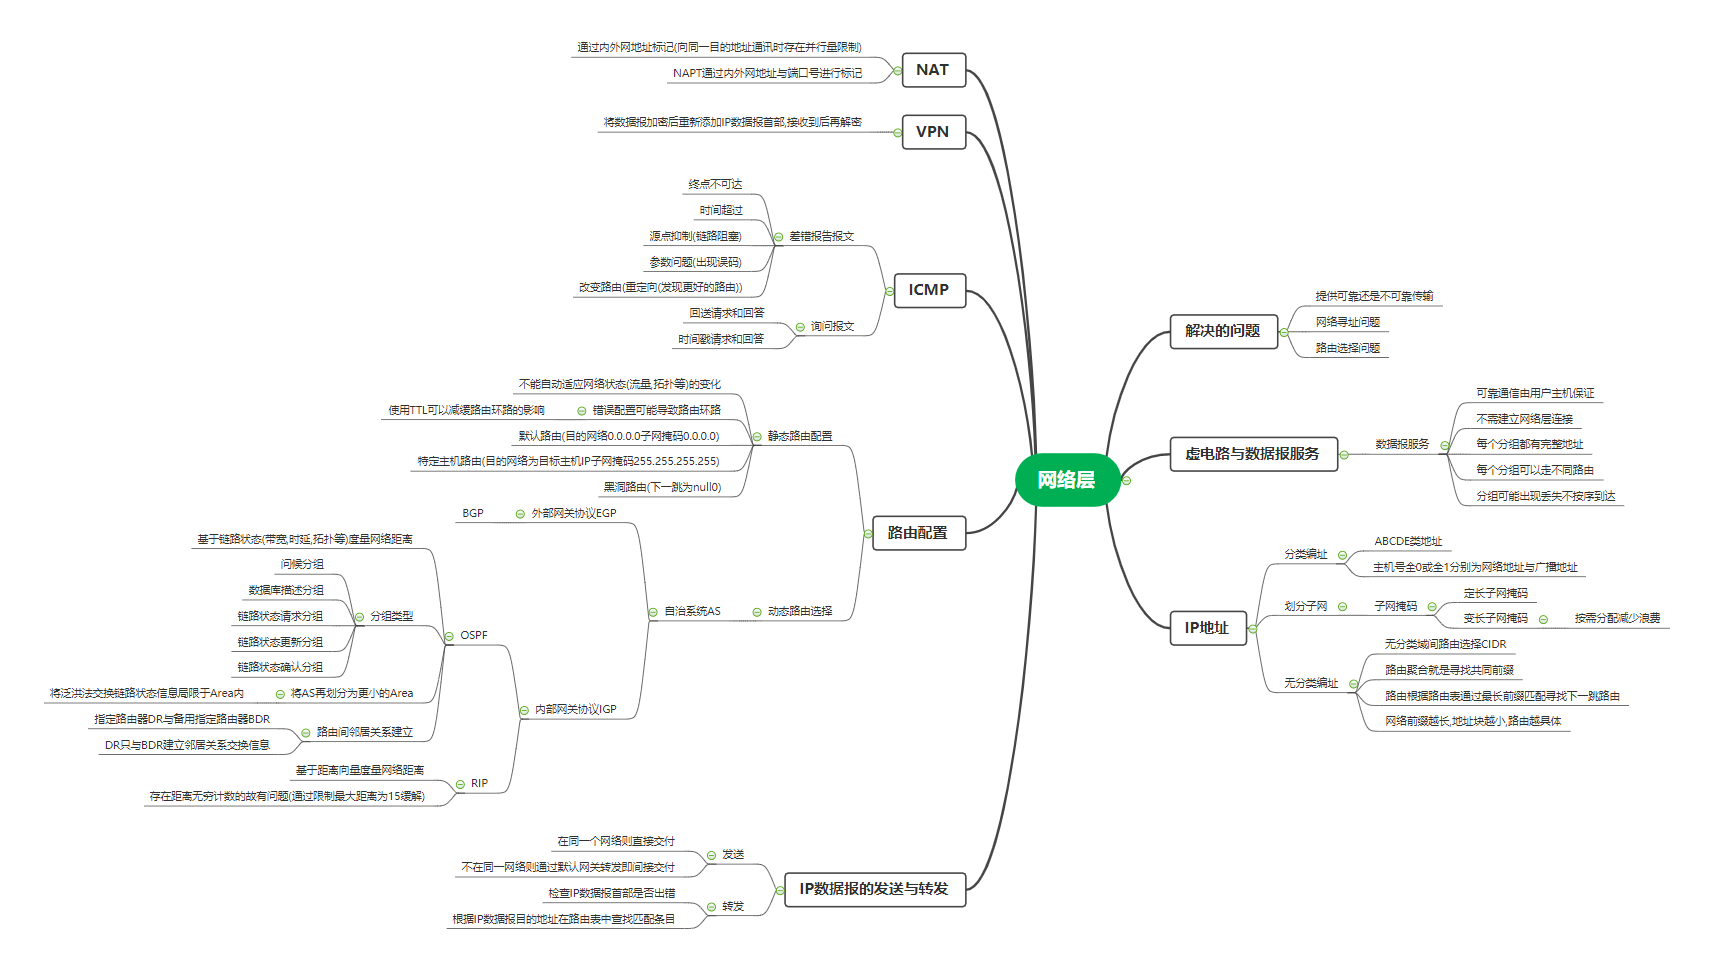 网络层
解决的问题
提供可靠还是不可靠传输
网络寻址问题
路由选择问题
虚电路与数据报服务
数据报服务
可靠通信由用户主机保证
不需建立网络层连接
每个分组都有完整地址
每个分组可以走不同路由
分组可能出现丢失不按序到达
IP地址
分类编址
ABCDE类地址
主机号全0或全1分别为网络地址与广播地址
划分子网
子网掩码
定长子网掩码
变长子网掩码
按需分配减少浪费
无分类编址
无分类域间路由选择CIDR
路由聚合就是寻找共同前缀
路由根据路由表通过最长前缀匹配寻找下一跳路由
网络前缀越长,地址块越小,路由越具体
NAT
通过内外网地址标记(向同一目的地址通讯时存在并行量限制)
NAPT通过内外网地址与端口号进行标记
VPN
将数据报加密后重新添加IP数据报首部,接收到后再解密
ICMP
差错报告报文
终点不可达
时间超过
源点抑制(链路阻塞)
参数问题(出现误码)
改变路由(重定向(发现更好的路由))
询问报文
回送请求和回答
时间戳请求和回答
路由配置
静态路由配置
不能自动适应网络状态(流量,拓扑等)的变化
错误配置可能导致路由环路
使用TTL可以减缓路由环路的影响
默认路由(目的网络0.0.0.0子网掩码0.0.0.0)
特定主机路由(目的网络为目标主机IP子网掩码255.255.255.255)
黑洞路由(下一跳为null0)
动态路由选择
自治系统AS
外部网关协议EGP
BGP
内部网关协议IGP
OSPF
基于链路状态(带宽,时延,拓扑等)度量网络距离
分组类型
问候分组
数据库描述分组
链路状态请求分组
链路状态更新分组
链路状态确认分组
将AS再划分为更小的Area
将泛洪法交换链路状态信息局限于Area内
路由间邻居关系建立
指定路由器DR与备用指定路由器BDR
DR只与BDR建立邻居关系交换信息
RIP
基于距离向量度量网络距离
存在距离无穷计数的故有问题(通过限制最大距离为15缓解)
IP数据报的发送与转发
发送
在同一个网络则直接交付
不在同一网络则通过默认网关转发即间接交付
转发
检查IP数据报首部是否出错
根据IP数据报目的地址在路由表中查找匹配条目